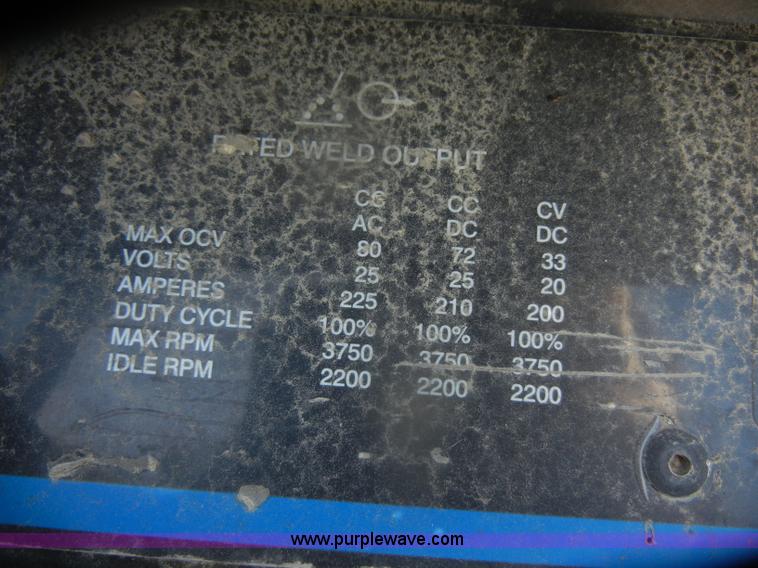 RATED WELD OUTPUT
CC CC CV
AC DC DC
MAX OCV 80 72 33
VOLTS 25 25 20
AMPERES 225 210 200
DUTY CYCLE 100% 100% 100%
MAX RPM 3750 3750 3750
IDLE RPM 2200 2200 2200
www.purplewave.com